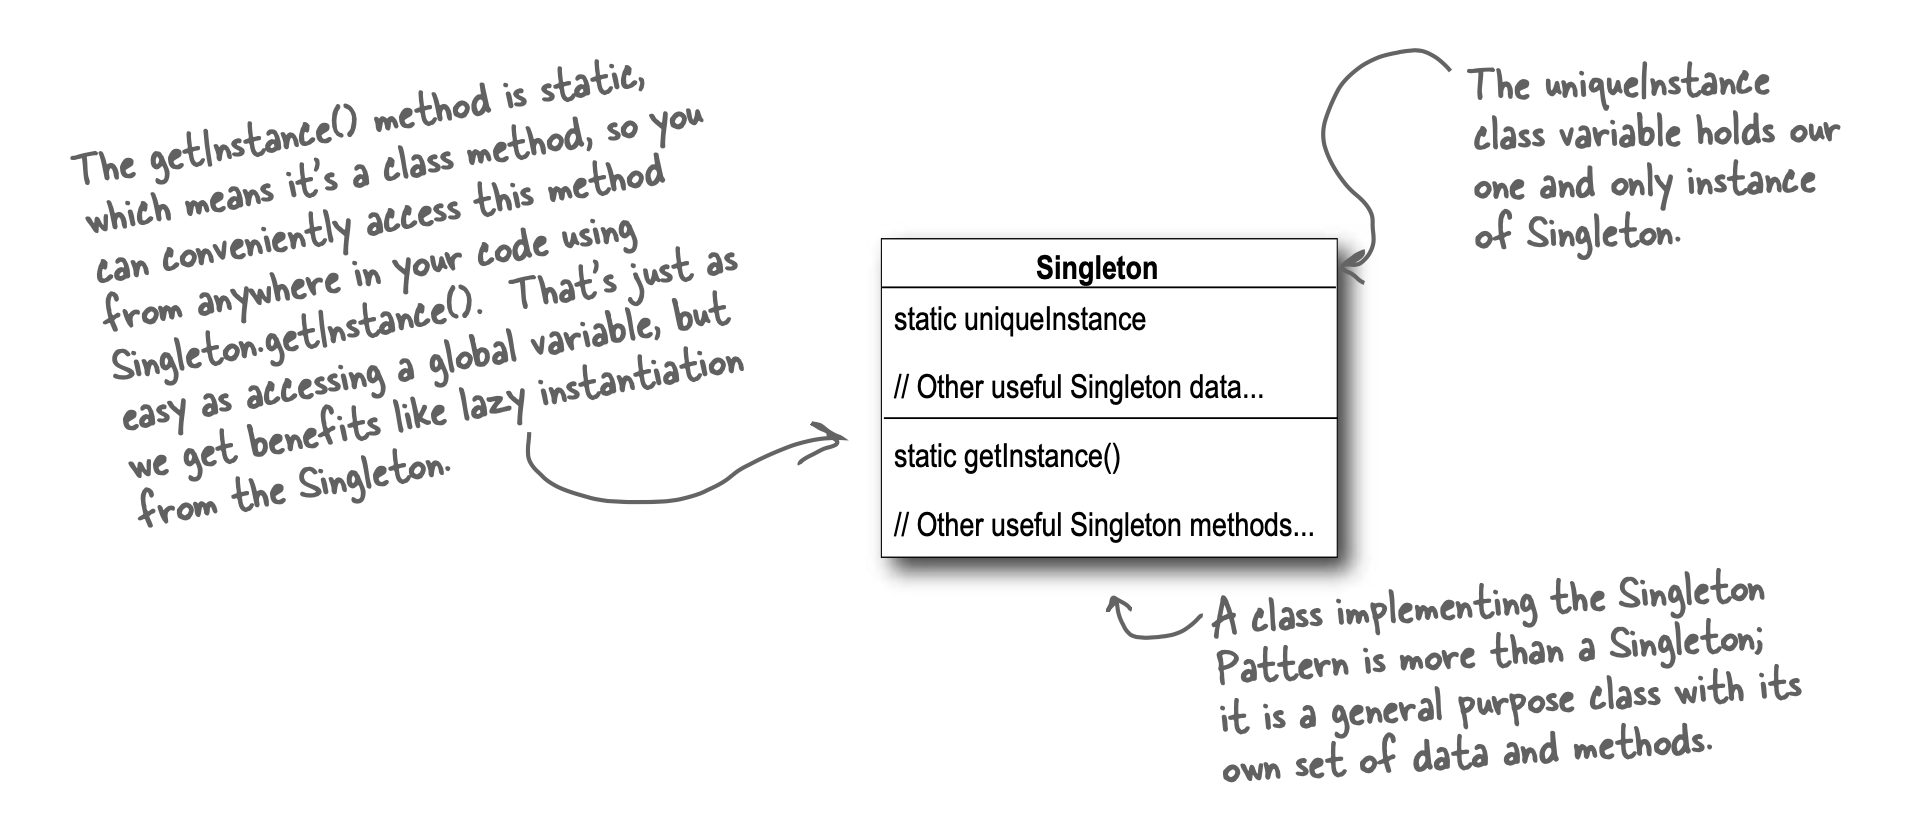 The getInstance() method is static,
which means it's a class method, so you
can conveniently access this method
from anywhere in your code using
Singleton.getInstance(). That's just as
easy as accessing a global variable, but
we get benefits like lazy instantiation
from the Singleton.
The uniqueInstance
class variable holds our
one and only instance
of Singleton.
Singleton
static uniqueInstance
// Other useful Singleton data...
static getInstance()
// Other useful Singleton methods...
A class implementing the Singleton
Pattern is more than a Singleton;
it is a general purpose class with its
own set of data and methods.